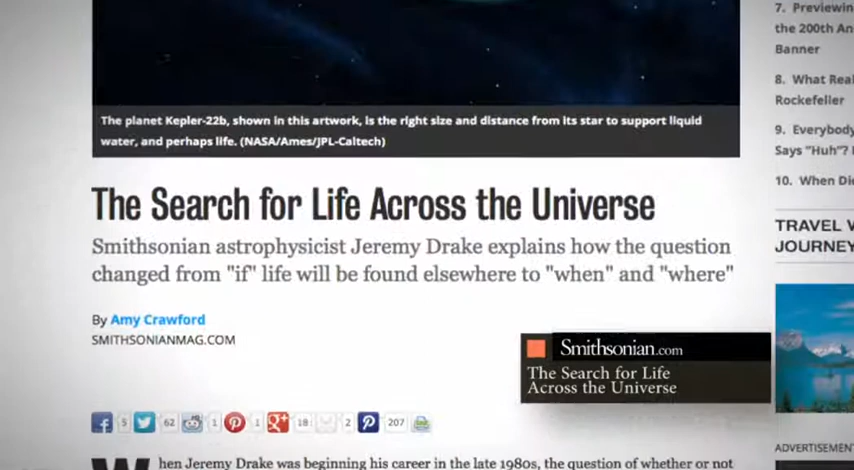 The planet Kepler-22b, shown in this artwork, is the right size and distance from its star to support liquid
water, and perhaps life. (NASA/Ames/JPL-Caltech)
The Search for Life Across the Universe
Smithsonian astrophysicist Jeremy Drake explains how the question
changed from "if" life will be found elsewhere to "when" and "where"
By Amy Crawford
SMITHSONIANMAG.COM
5 62 1 1 18 2 207
hen Jeremy Drake was beginning his career in the late 1980s, the question of whether or not
Smithsonian.com
The Search for Life
Across the Universe
7. Previewin
the 200th An
Banner
8. What Real
Rockefeller
9. Everybody
Says "Huh"?
10. When Die
TRAVEL
JOURNEY
ADVERTISEMENT